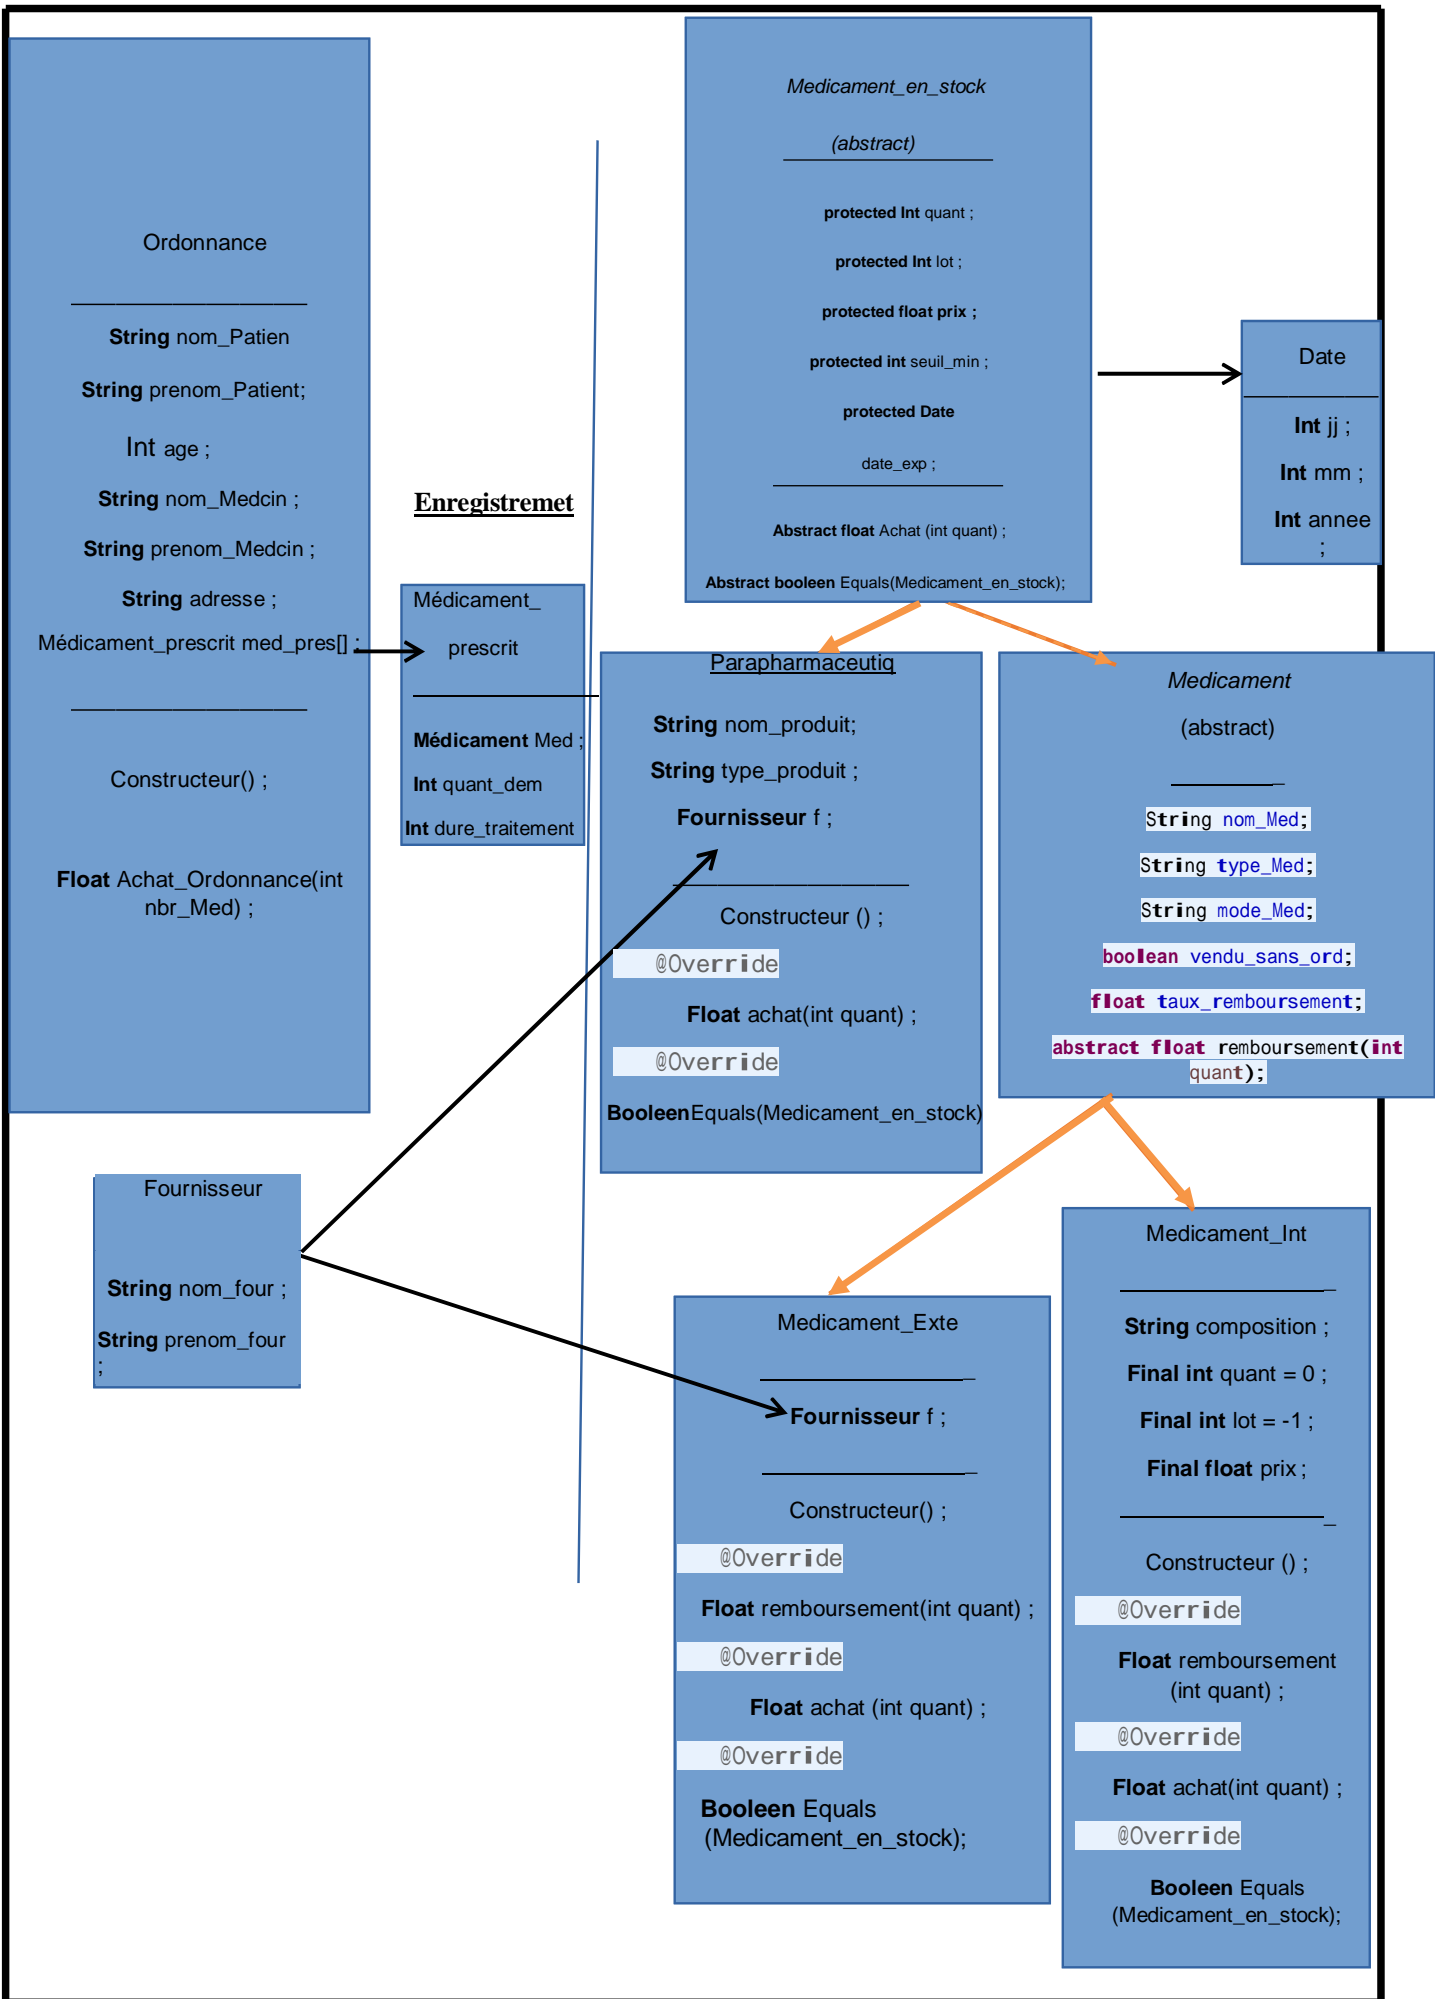 Ordonnance
String nom_Patien
String prenom_Patient;
Int age ;
String nom_Medcin ;
String prenom_Medcin ;
String adresse ;
Médicament_prescrit med_pres[] ;
Constructeur() ;
Float Achat_Ordonnance(int
nbr_Med) ;
Enregistremet
Médicament_
prescrit
Médicament Med ;
Int quant_dem
Int dure_traitement
Fournisseur
String nom_four ;
String prenom_four
;
Medicament_en_stock
(abstract)
protected Int quant ;
protected Int lot ;
protected float prix ;
protected int seuil_min ;
protected Date
date_exp ;
Abstract float Achat (int quant) ;
Abstract booleen Equals(Medicament_en_stock);
Date
Int jj ;
Int mm ;
Int annee
;
Parapharmaceutiq
String nom_produit;
String type_produit ;
Fournisseur f ;
Constructeur () ;
@Override
Float achat(int quant) ;
@Override
BooleenEquals(Medicament_en_stock)
Medicament
(abstract)
String nom_Med;
String type_Med;
String mode_Med;
boolean vendu_sans_ord;
float taux_remboursement;
abstract float remboursement(int
quant);
Medicament_Exte
Fournisseur f ;
Constructeur() ;
@Override
Float remboursement(int quant) ;
@Override
Float achat (int quant) ;
@Override
Booleen Equals
(Medicament_en_stock);
Medicament_Int
String composition ;
Final int quant = 0 ;
Final int lot = -1 ;
Final float prix ;
Constructeur () ;
@Override
Float remboursement
(int quant) ;
@Override
Float achat(int quant) ;
@Override
Booleen Equals
(Medicament_en_stock);